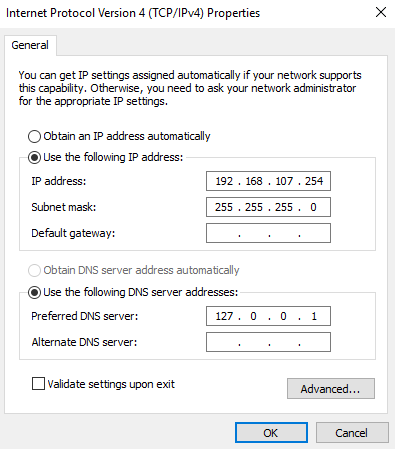 Internet Protocol Version 4 (TCP/IPv4) Properties
General
You can get IP settings assigned automatically if your network supports
this capability. Otherwise, you need to ask your network administrator
for the appropriate IP settings.
Obtain an IP address automatically
Use the following IP address:
IP address: 192 . 168 . 107 . 254
Subnet mask: 255 . 255 . 255 . 0
Default gateway: . . .
Obtain DNS server address automatically
Use the following DNS server addresses:
Preferred DNS server: 127 . 0 . 0 . 1
Alternate DNS server: . . .
Validate settings upon exit
Advanced...
OK Cancel